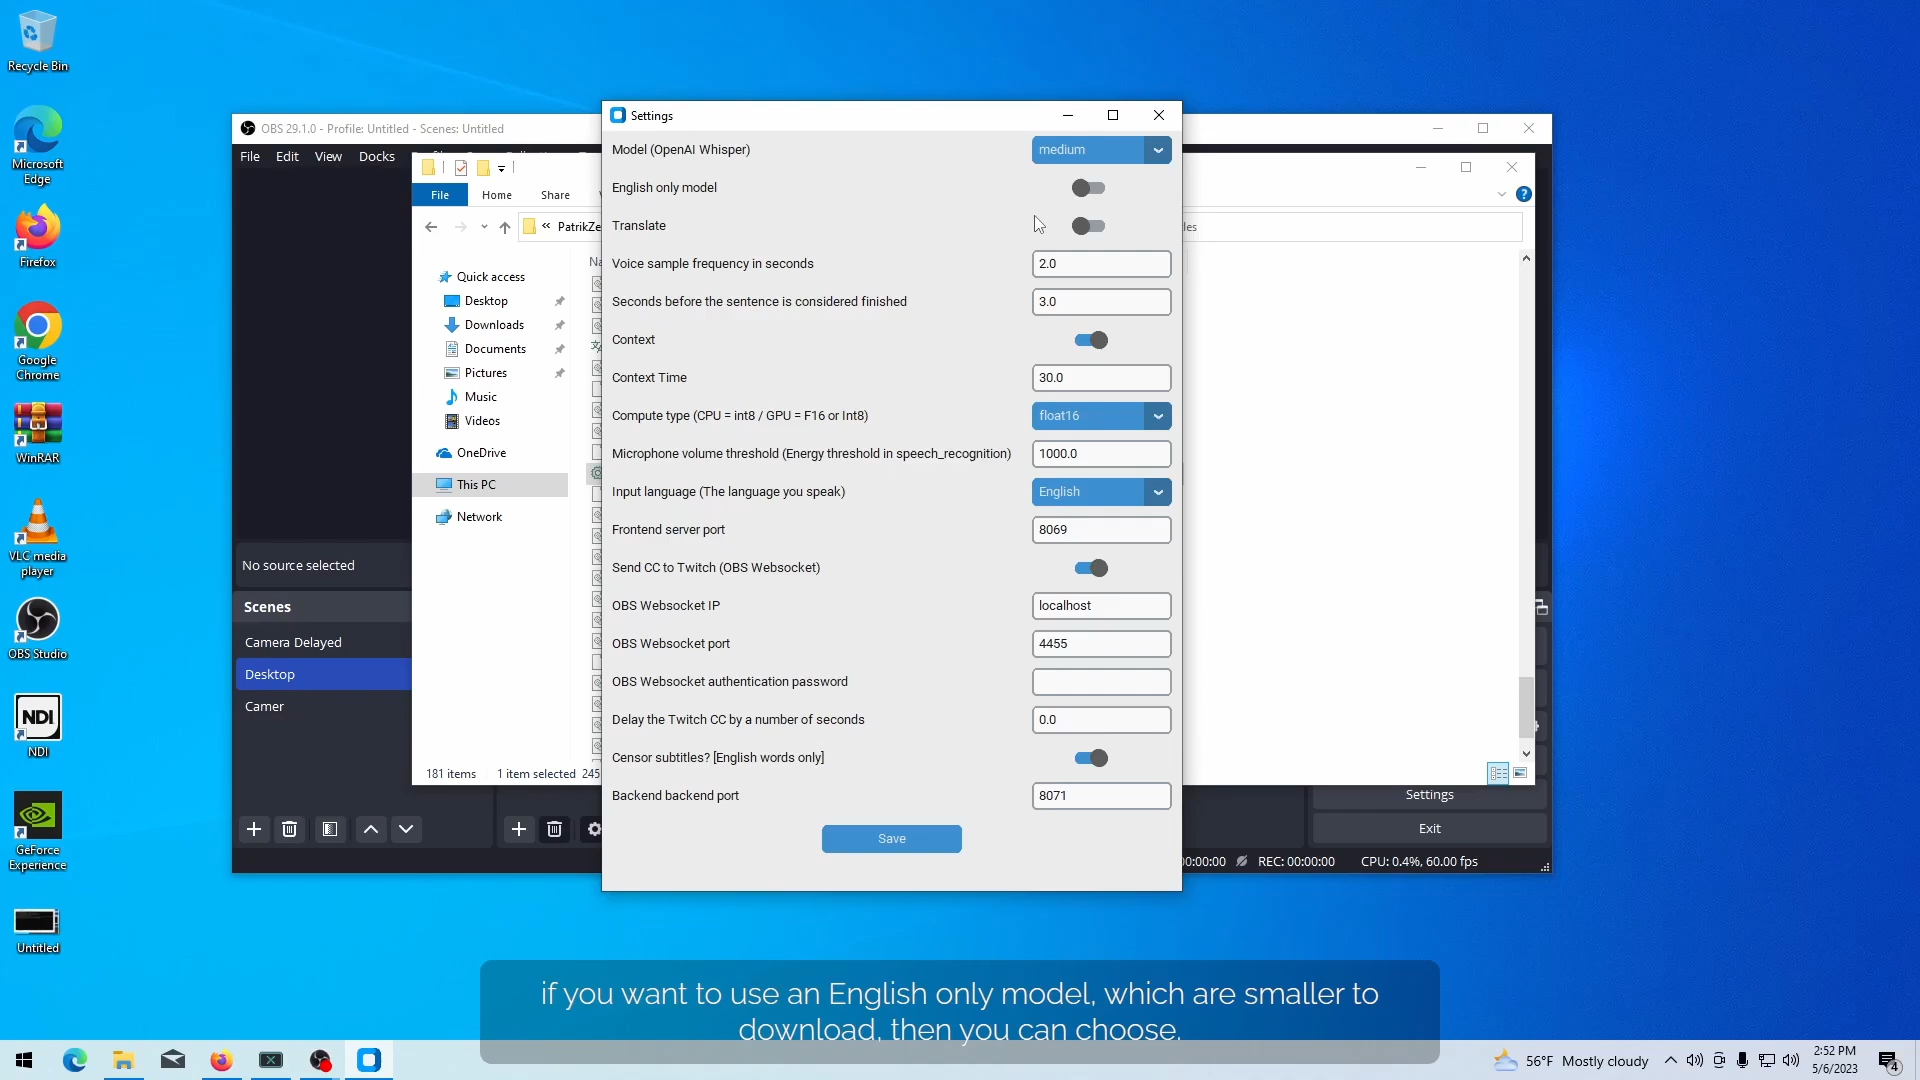 Recycle Bin
Microsoft
Edge
Firefox
Google
Chrome
WinRAR
VLC media
player
OBS Studio
NDI
NDI
GeForce
Experience
Untitled
OBS 29.1.0 - Profile: Untitled - Scenes: Untitled
File Edit View Docks
No source selected
Scenes
Camera Delayed
Desktop
Camer
File Home Share
« PatrikZe
Quick access
Desktop
Downloads
Documents
Pictures
Music
Videos
OneDrive
This PC
Network
181 items 1 item selected 245
Settings
Model (OpenAI Whisper) medium
English only model
Translate
Voice sample frequency in seconds 2.0
Seconds before the sentence is considered finished 3.0
Context
Context Time 30.0
Compute type (CPU = int8 / GPU = F16 or Int8) float16
Microphone volume threshold (Energy threshold in speech_recognition) 1000.0
Input language (The language you speak) English
Frontend server port 8069
Send CC to Twitch (OBS Websocket)
OBS Websocket IP localhost
OBS Websocket port 4455
OBS Websocket authentication password
Delay the Twitch CC by a number of seconds 0.0
Censor subtitles? [English words only]
Backend backend port 8071
Save
Settings
Exit
00:00:00 REC: 00:00:00 CPU: 0.4%, 60.00 fps
if you want to use an English only model, which are smaller to
download, then you can choose.
56°F Mostly cloudy
2:52 PM
5/6/2023
4